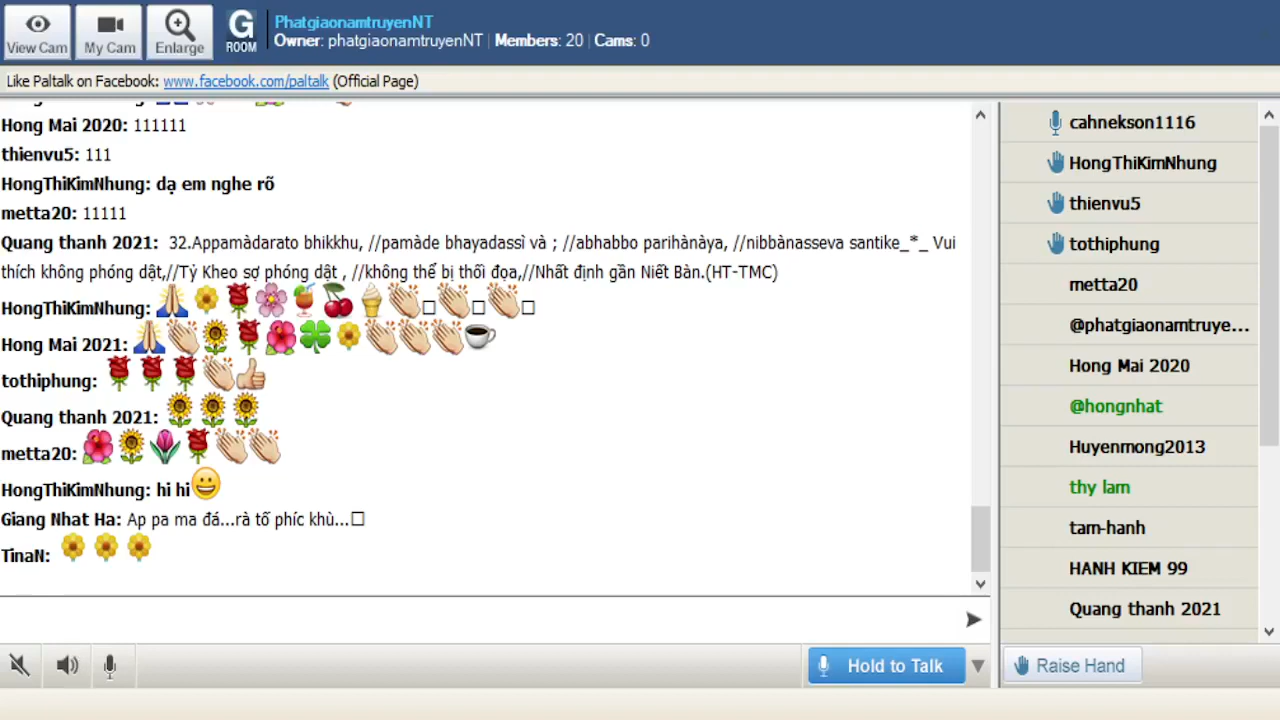 View Cam
My Cam
Enlarge
G
ROOM
PhatgiaonamtruyenNT
Owner: phatgiaonamtruyenNT | Members: 20 | Cams: 0
Like Paltalk on Facebook: www.facebook.com/paltalk (Official Page)
Hong Mai 2020: 111111
thienvu5: 111
HongThiKimNhung: dạ em nghe rõ
metta20: 11111
Quang thanh 2021: 32.Appamàdarato bhikkhu, //pamàde bhayadassì và ; //abhabbo parihànàya, //nibbànasseva santike_*_ Vui
thích không phóng dật,//Tỷ Kheo sợ phóng dật , //không thể bị thối đọa,//Nhất định gần Niết Bàn.(HT-TMC)
HongThiKimNhung:
Hong Mai 2021:
tothiphung:
Quang thanh 2021:
metta20:
HongThiKimNhung: hi hi
Giang Nhat Ha: Ap pa ma đá...rà tố phíc khù...
TinaN:
cahnekson1116
HongThiKimNhung
thienvu5
tothiphung
metta20
@phatgiaonamtruye...
Hong Mai 2020
@hongnhat
Huyenmong2013
thy lam
tam-hanh
HANH KIEM 99
Quang thanh 2021
Hold to Talk
Raise Hand